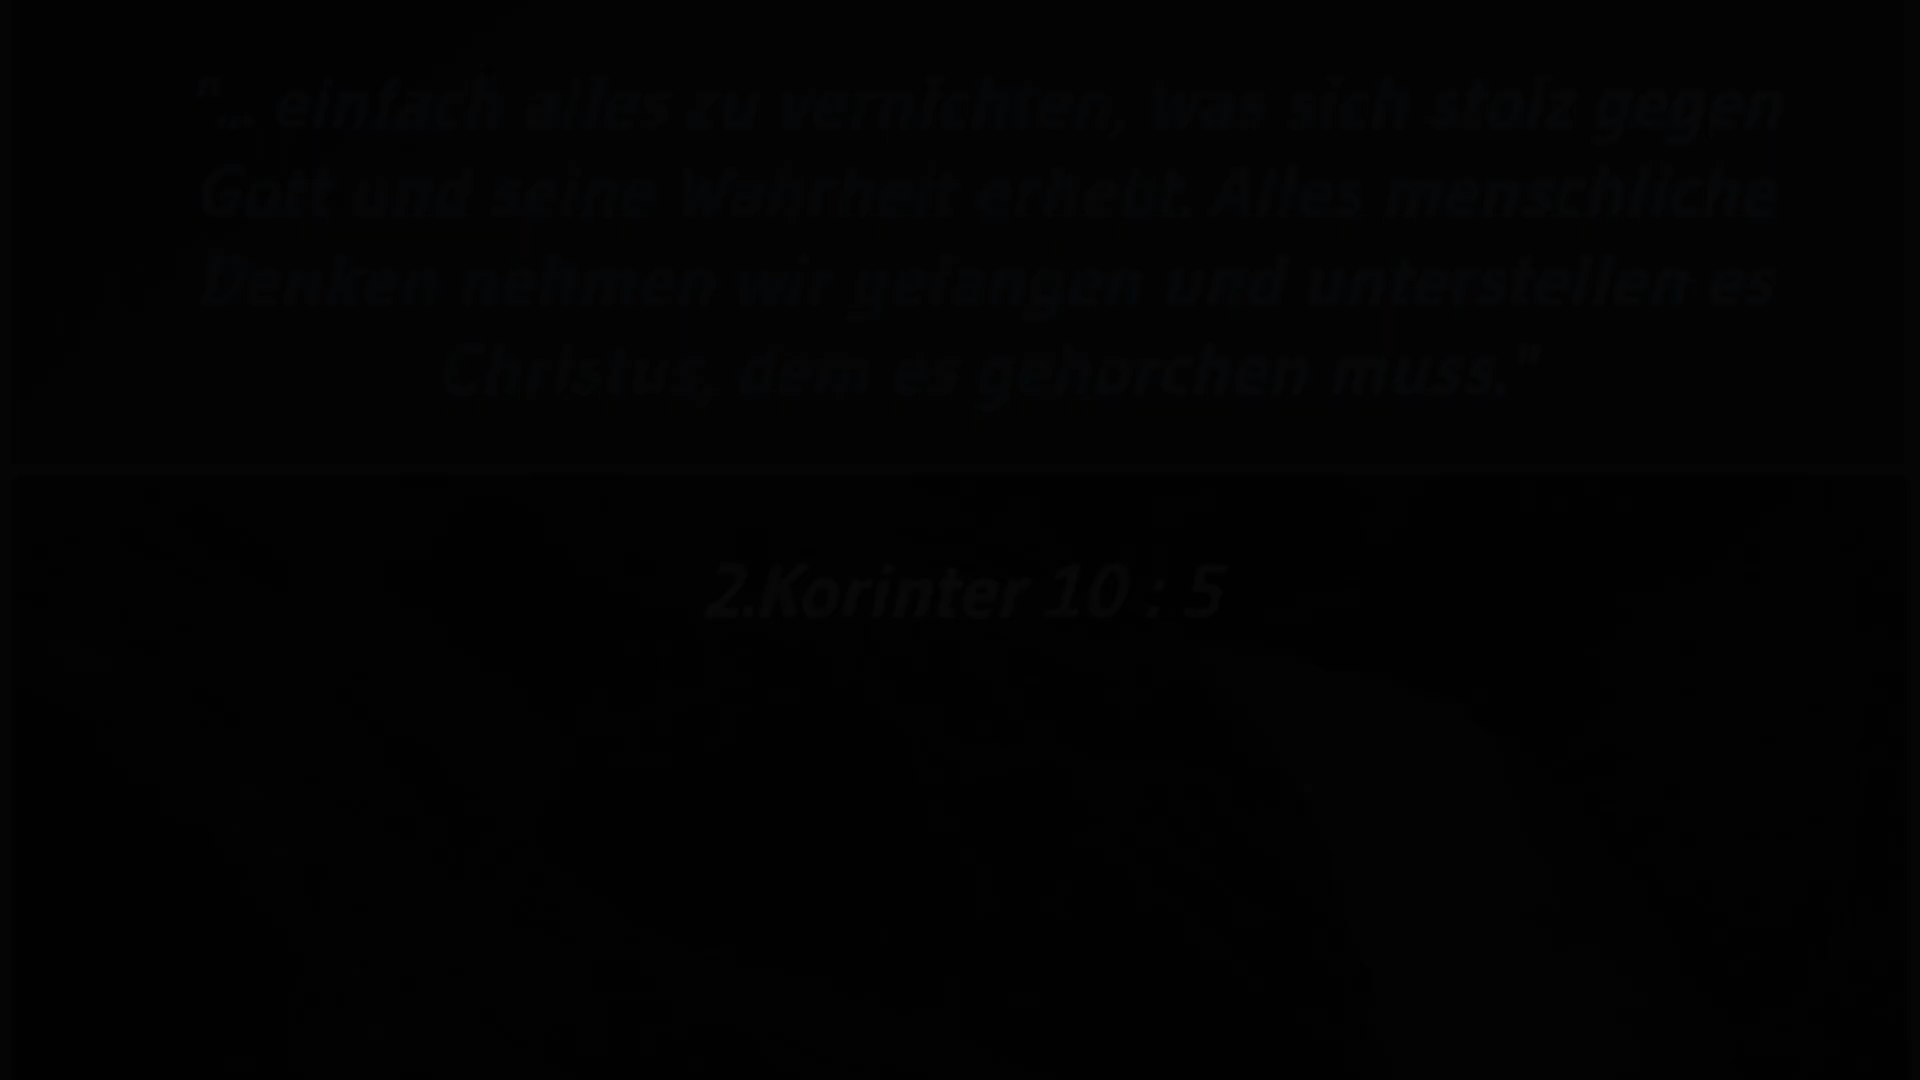 "... einfach alles zu vernichten, was sich stolz gegen
Gott und seine Wahrheit erhebt. Alles menschliche
Denken nehmen wir gefangen und unterstellen es
Christus, dem es gehorchen muss."
2.Korinter 10 : 5